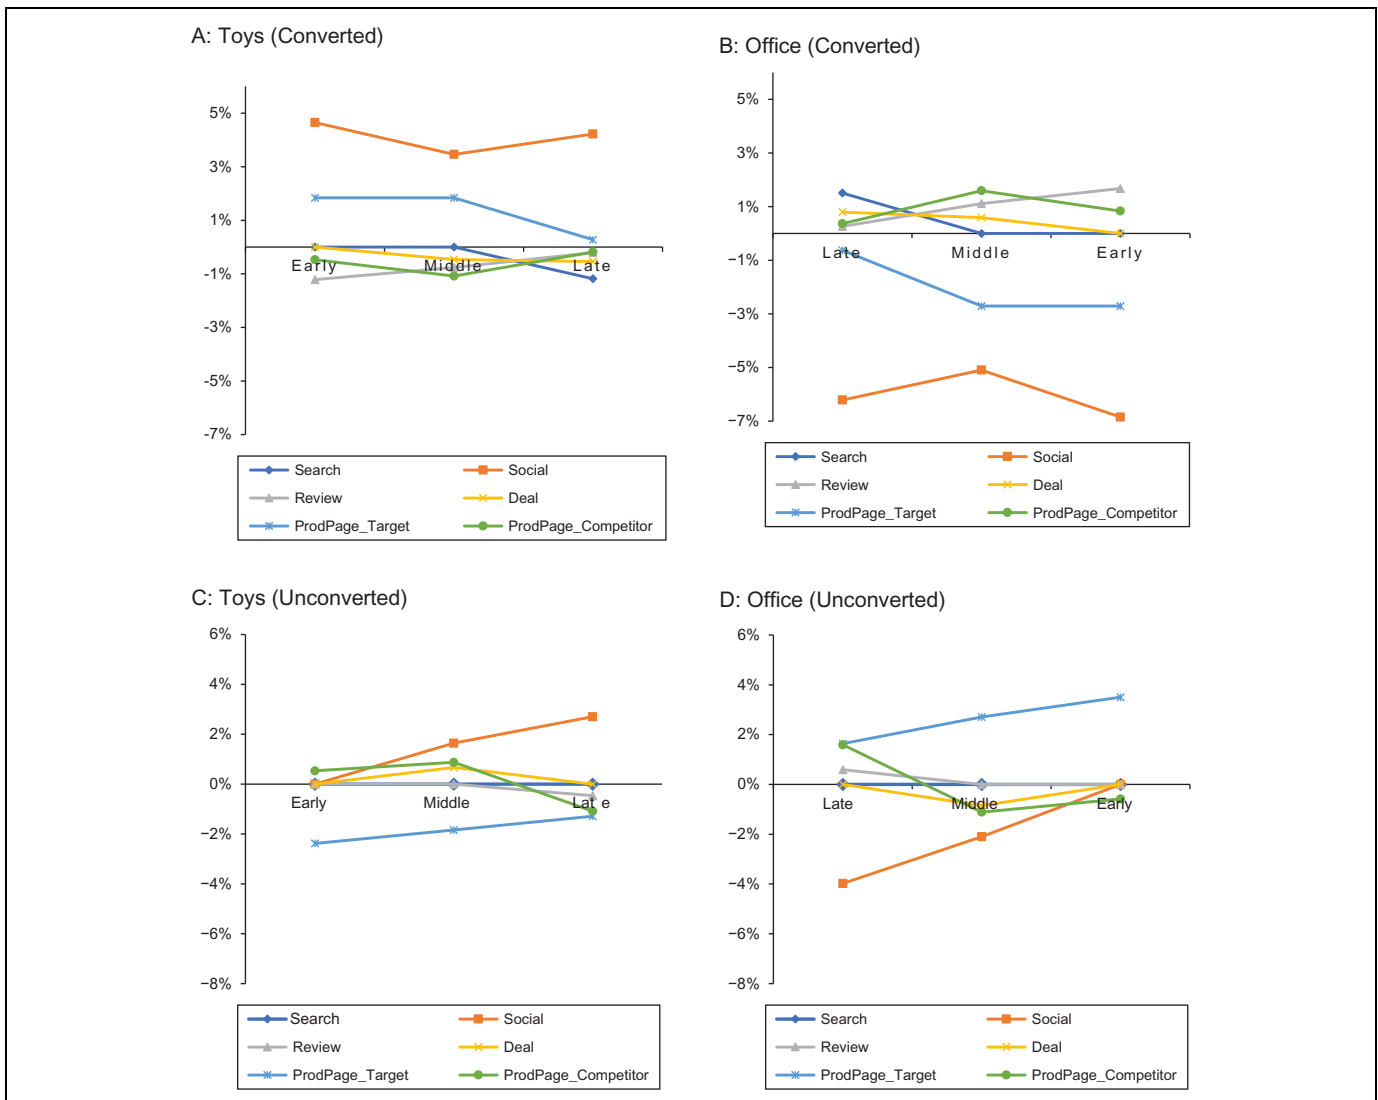 A: Toys (Converted)
5%
3%
1%
-1%
-3%
-5%
-7%
Early Middle Late
Search Social
Review Deal
ProdPage_Target ProdPage_Competitor
B: Office (Converted)
5%
3%
1%
−1%
−3%
−5%
−7%
Late Middle Early
Search Social
Review Deal
ProdPage_Target ProdPage_Competitor
C: Toys (Unconverted)
6%
4%
2%
0%
−2%
−4%
−6%
−8%
Early Middle Lat e
Search Social
Review Deal
ProdPage_Target ProdPage_Competitor
D: Office (Unconverted)
6%
4%
2%
0%
−2%
−4%
−6%
−8%
Late Middle Early
Search Social
Review Deal
ProdPage_Target ProdPage_Competitor